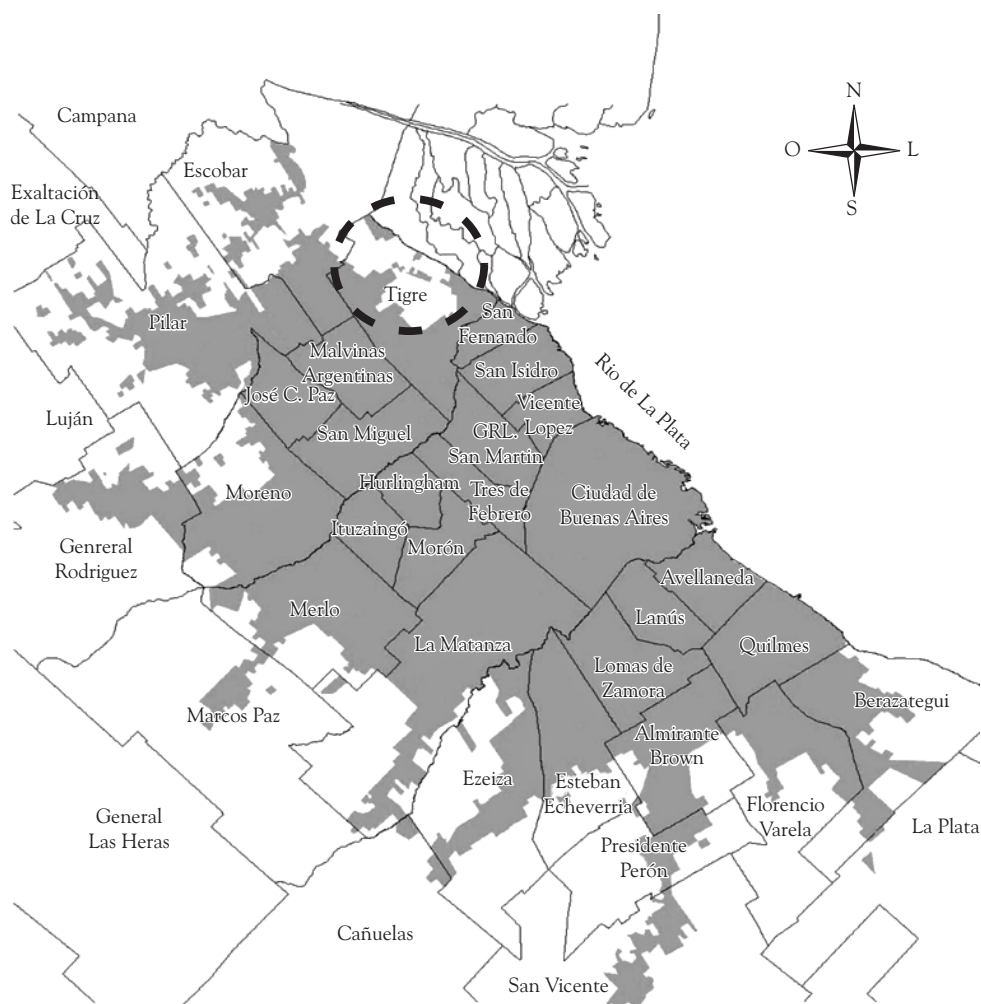 N
O
L
S
Campana
Escobar
Exaltación
de La Cruz
Tigre
San
Fernando
Pilar
Malvinas
Argentinas
San Isidro
Rio de La Plata
José C. Paz
Vicente
Lopez
Luján
San Miguel
GRL.
San Martin
Hurlingham
Moreno
Tres de
Febrero
Ciudad de
Buenas Aires
Ituzaingó
Morón
Genreral
Rodriguez
Avellaneda
Merlo
Lanús
La Matanza
Quilmes
Lomas de
Zamora
Berazategui
Marcos Paz
Almirante
Brown
Ezeiza
Esteban
Echeverria
Florencio
Varela
General
Las Heras
La Plata
Presidente
Perón
Cañuelas
San Vicente